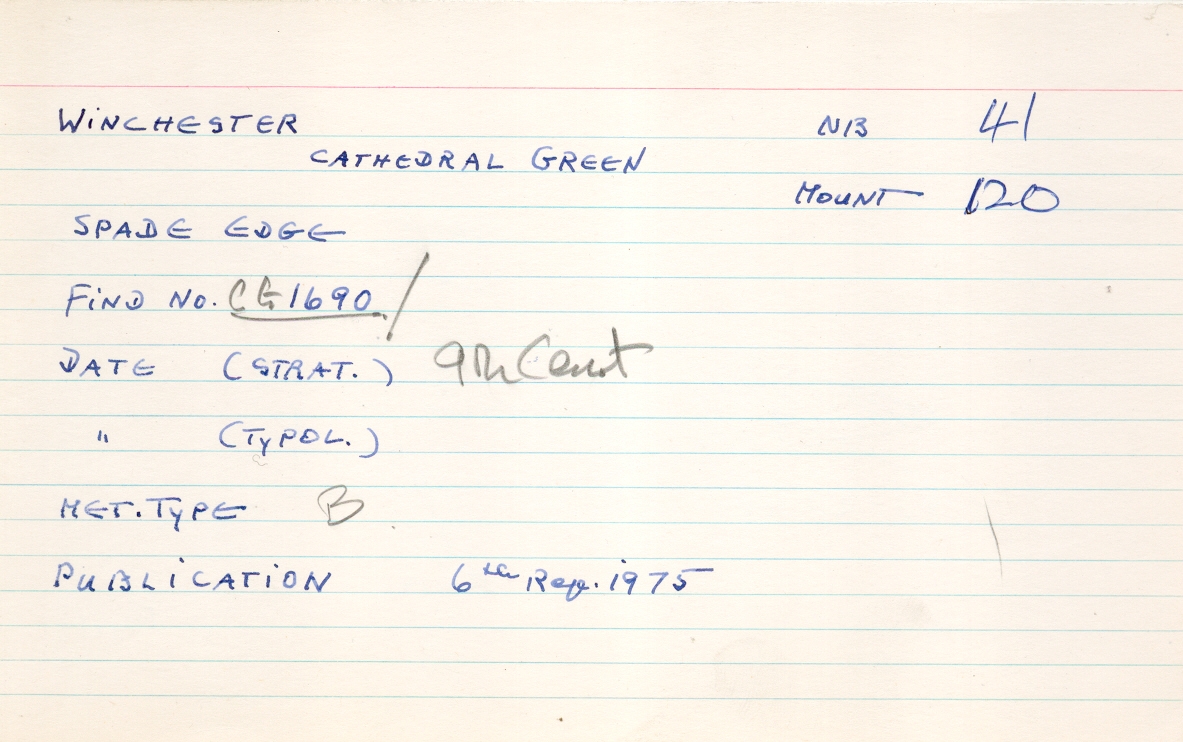 WINCHESTER
CATHEDRAL GREEN
NB 41
MOUNT 120
SPADE EDGE
FIND NO. CG 1690 /
DATE (STRAT.) 9th Cent
" (TYPOL.)
MET. TYPE B
PUBLICATION 6th Rep. 1975